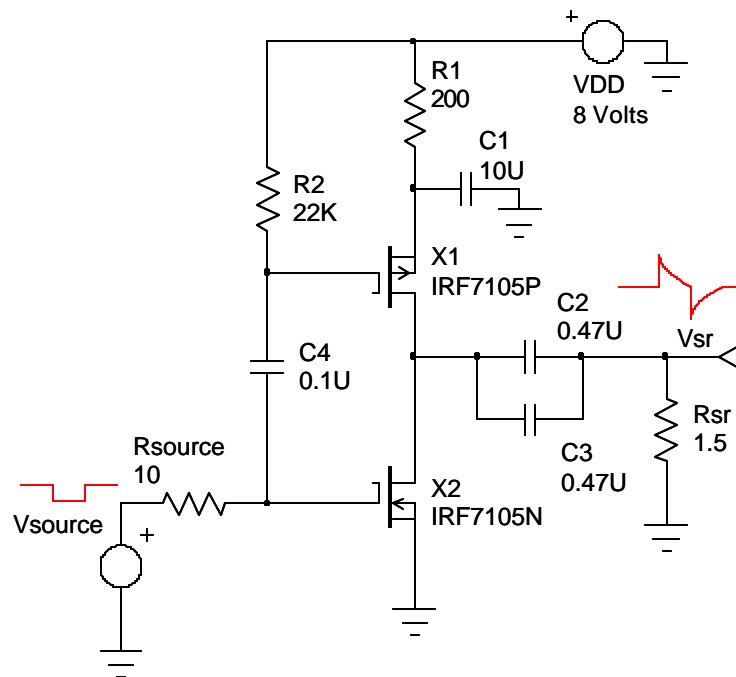 +
VDD
8 Volts
R1
200
C1
10U
R2
22K
X1
IRF7105P
C2
0.47U
Vsr
C4
0.1U
Rsr
1.5
C3
0.47U
Rsource
10
X2
IRF7105N
Vsource
+